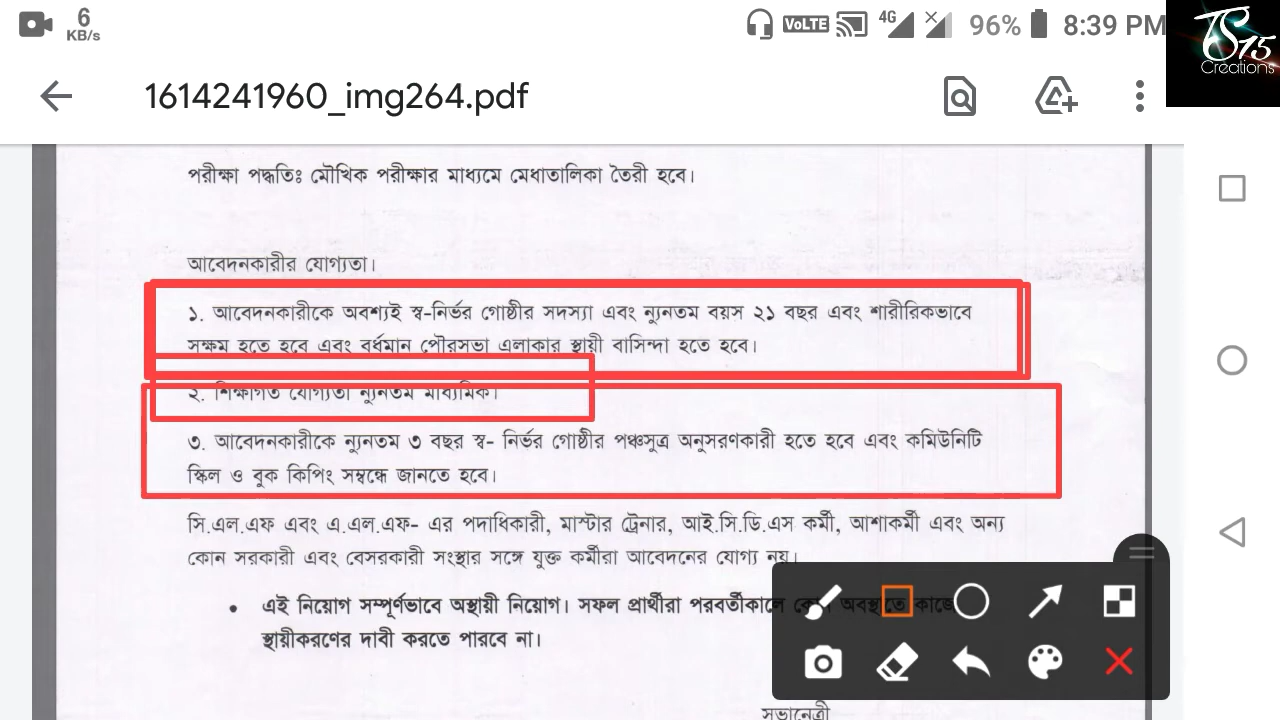 6
KB/s
VoLTE
4G
96%
8:39 PM
TS15
Creations
1614241960_img264.pdf
পরীক্ষা পদ্ধতিঃ মৌখিক পরীক্ষার মাধ্যমে মেধাতালিকা তৈরী হবে।
আবেদনকারীর যোগ্যতা।
১. আবেদনকারীকে অবশ্যই স্ব-নির্ভর গোষ্ঠীর সদস্যা এবং ন্যুনতম বয়স ২১ বছর এবং শারীরিকভাবে
সক্ষম হতে হবে এবং বর্ধমান পৌরসভা এলাকার স্থায়ী বাসিন্দা হতে হবে।
২. শিক্ষাগত যোগ্যতা ন্যুনতম মাধ্যমিক।
৩. আবেদনকারীকে ন্যুনতম ৩ বছর স্ব- নির্ভর গোষ্ঠীর পঞ্চসুত্র অনুসরণকারী হতে হবে এবং কমিউনিটি
স্কিল ও বুক কিপিং সম্বন্ধে জানতে হবে।
সি.এল.এফ এবং এ.এল.এফ- এর পদাধিকারী, মাস্টার ট্রেনার, আই.সি.ডি.এস কর্মী, আশাকর্মী এবং অন্য
কোন সরকারী এবং বেসরকারী সংস্থার সঙ্গে যুক্ত কর্মীরা আবেদনের যোগ্য নয়।
• এই নিয়োগ সম্পূর্ণভাবে অস্থায়ী নিয়োগ। সফল প্রার্থীরা পরবর্তীকালে কোন অবস্থাতে কাজে
স্থায়ীকরণের দাবী করতে পারবে না।
সভানেত্রী